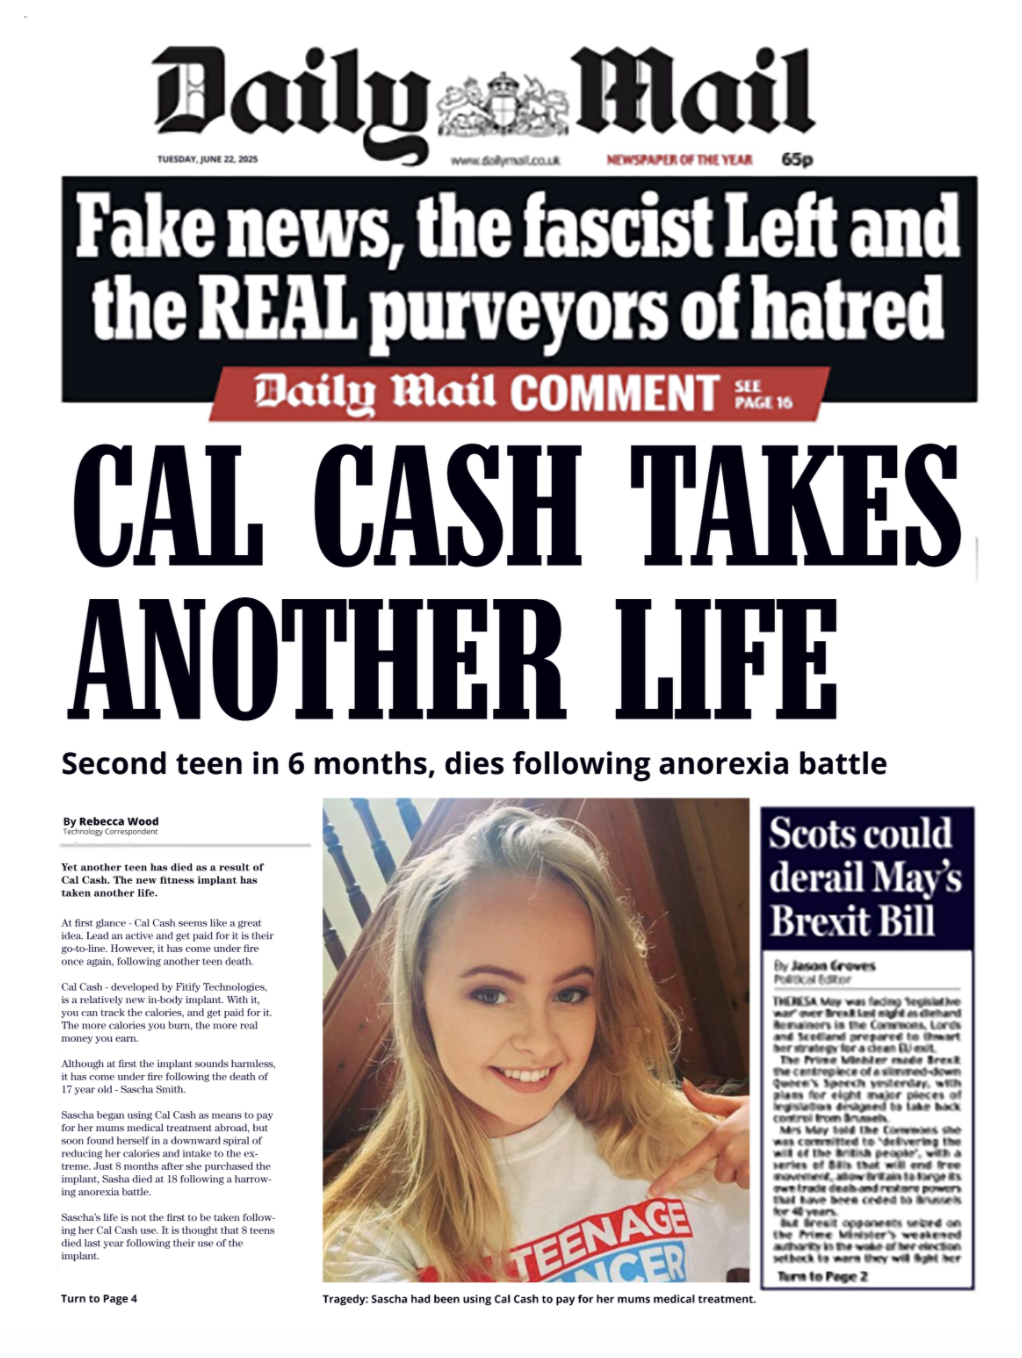 Daily Mail
TUESDAY, JUNE 22, 2025
www.dailymail.co.uk
NEWSPAPER OF THE YEAR
65p
Fake news, the fascist Left and
the REAL purveyors of hatred
Daily Mail COMMENT SEE
PAGE 16
CAL CASH TAKES
ANOTHER LIFE
Second teen in 6 months, dies following anorexia battle
By Rebecca Wood
Technology Correspondent
Yet another teen has died as a result of
Cal Cash. The new fitness implant has
taken another life.
At first glance - Cal Cash seems like a great
idea. Lead an active and get paid for it is their
go-to-line. However, it has come under fire
once again, following another teen death.
Cal Cash - developed by Fitify Technologies,
is a relatively new in-body implant. With it,
you can track the calories, and get paid for it.
The more calories you burn, the more real
money you earn.
Although at first the implant sounds harmless,
it has come under fire following the death of
17 year old - Sascha Smith.
Sascha began using Cal Cash as means to pay
for her mums medical treatment abroad, but
soon found herself in a downward spiral of
reducing her calories and intake to the ex-
treme. Just 8 months after she purchased the
implant, Sasha died at 18 following a harrow-
ing anorexia battle.
Sascha's life is not the first to be taken follow-
ing her Cal Cash use. It is thought that 8 teens
died last year following their use of the
implant.
Turn to Page 4
TEENAGE
CANCER
Tragedy: Sascha had been using Cal Cash to pay for her mums medical treatment.
Scots could
derail May's
Brexit Bill
By Jason Groves
Political Editor
THERESA May was facing 'legislative
war' over Brexit last night as diehard
Remainers in the Commons, Lords
and Scotland prepared to thwart
her strategy for a clean EU exit.
The Prime Minister made Brexit
the centrepiece of a slimmed-down
Queen's Speech yesterday, with
plans for eight major pieces of
legislation designed to take back
control from Brussels.
Mrs May told the Commons she
was committed to 'delivering the
will of the British people', with a
series of Bills that will end free
movement, allow Britain to forge its
own trade deals and restore powers
that have been ceded to Brussels
for 40 years.
But Brexit opponents seized on
the Prime Minister's weakened
authority in the wake of her election
setback to warn they will fight her
Turn to Page 2